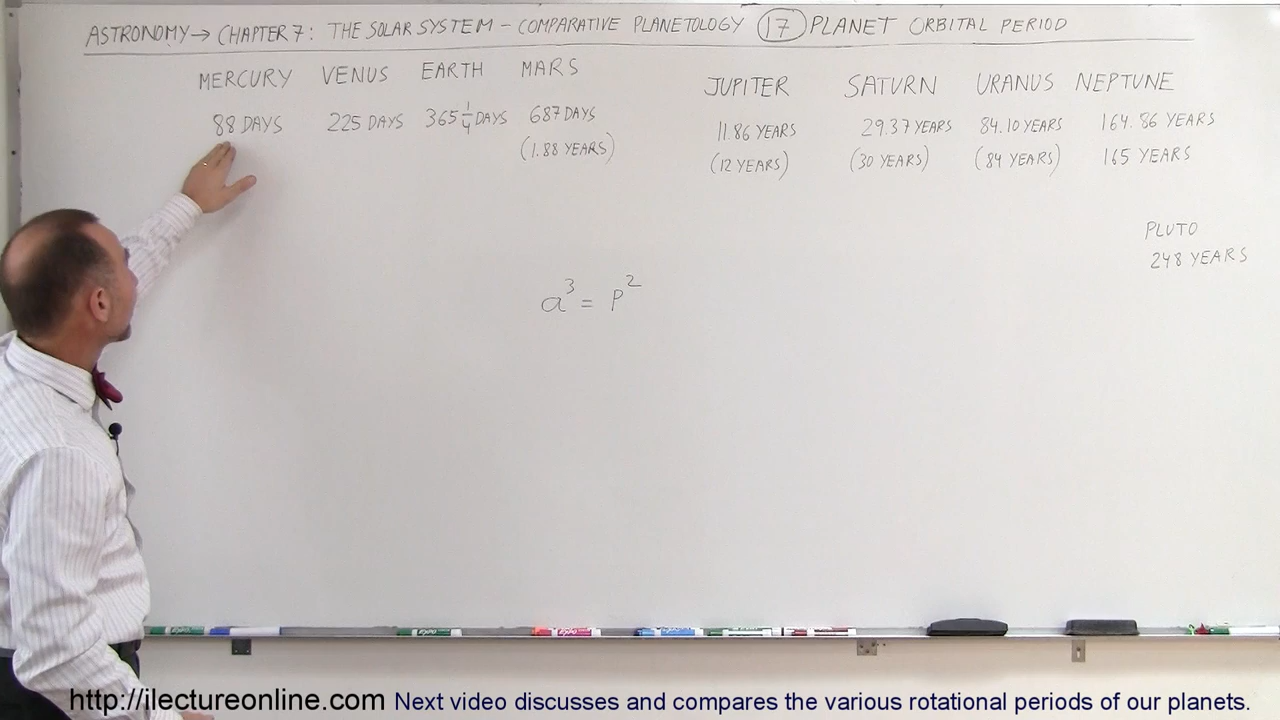 ASTRONOMY → CHAPTER 7: THE SOLAR SYSTEM – COMPARATIVE PLANETOLOGY 17 PLANET ORBITAL PERIOD
MERCURY VENUS EARTH MARS JUPITER SATURN URANUS NEPTUNE
88 DAYS 225 DAYS 365 1/4 DAYS 687 DAYS 11.86 YEARS 29.37 YEARS 84.10 YEARS 164.86 YEARS
(1.88 YEARS) (12 YEARS) (30 YEARS) (84 YEARS) 165 YEARS
PLUTO
248 YEARS
a³ = P²
http://ilectureonline.com Next video discusses and compares the various rotational periods of our planets.